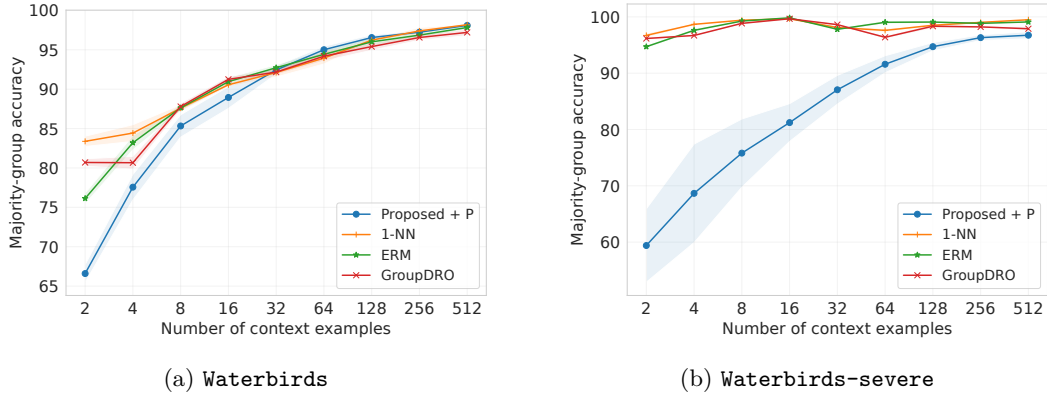 100
95
90
85
80
75
70
65
Majority-group accuracy
2 4 8 16 32 64 128 256 512
Number of context examples
Proposed + P
1-NN
ERM
GroupDRO
(a) Waterbirds
100
90
80
70
60
Majority-group accuracy
2 4 8 16 32 64 128 256 512
Number of context examples
Proposed + P
1-NN
ERM
GroupDRO
(b) Waterbirds-severe